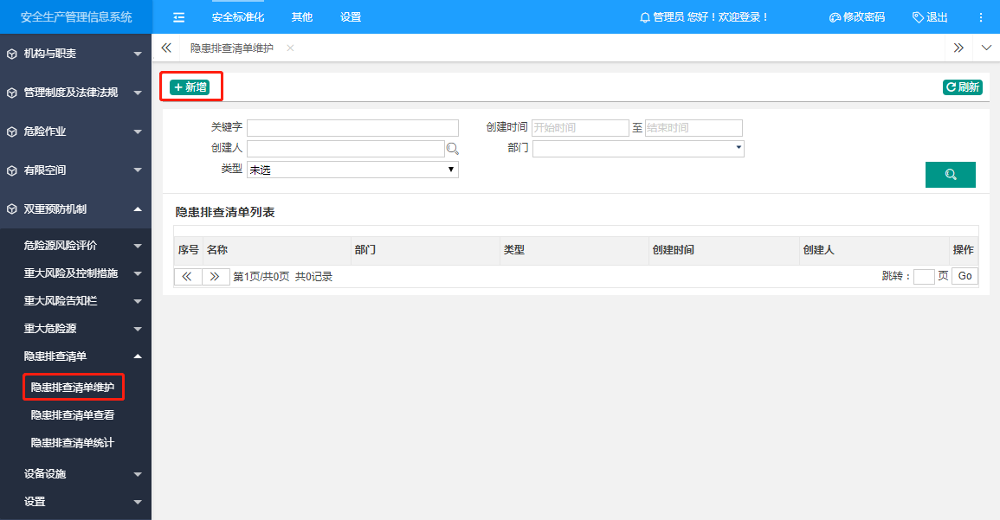 安全生产管理信息系统
安全标准化 其他 设置 管理员 您好！欢迎登录！ 修改密码 退出
机构与职责
管理制度及法律法规
危险作业
有限空间
双重预防机制
危险源风险评价
重大风险及控制措施
重大风险告知栏
重大危险源
隐患排查清单
隐患排查清单维护
隐患排查清单查看
隐患排查清单统计
设备设施
设置
隐患排查清单维护
新增 刷新
关键字 创建时间 开始时间 至 结束时间
创建人 部门
类型 未选
隐患排查清单列表
序号 名称 部门 类型 创建时间 创建人 操作
第1页/共0页 共0记录 跳转： 页 Go